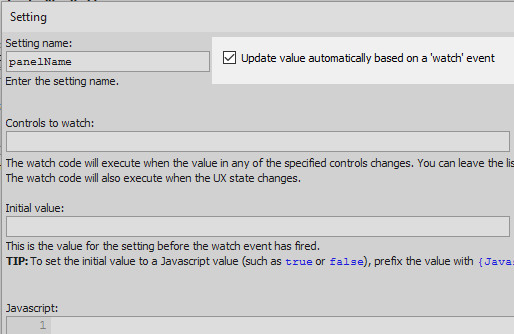 Setting
Setting name:
panelName
Update value automatically based on a 'watch' event
Enter the setting name.
Controls to watch:
The watch code will execute when the value in any of the specified controls changes. You can leave the lis
The watch code will also execute when the UX state changes.
Initial value:
This is the value for the setting before the watch event has fired.
TIP: To set the initial value to a Javascript value (such as true or false), prefix the value with {Java
Javascript:
1